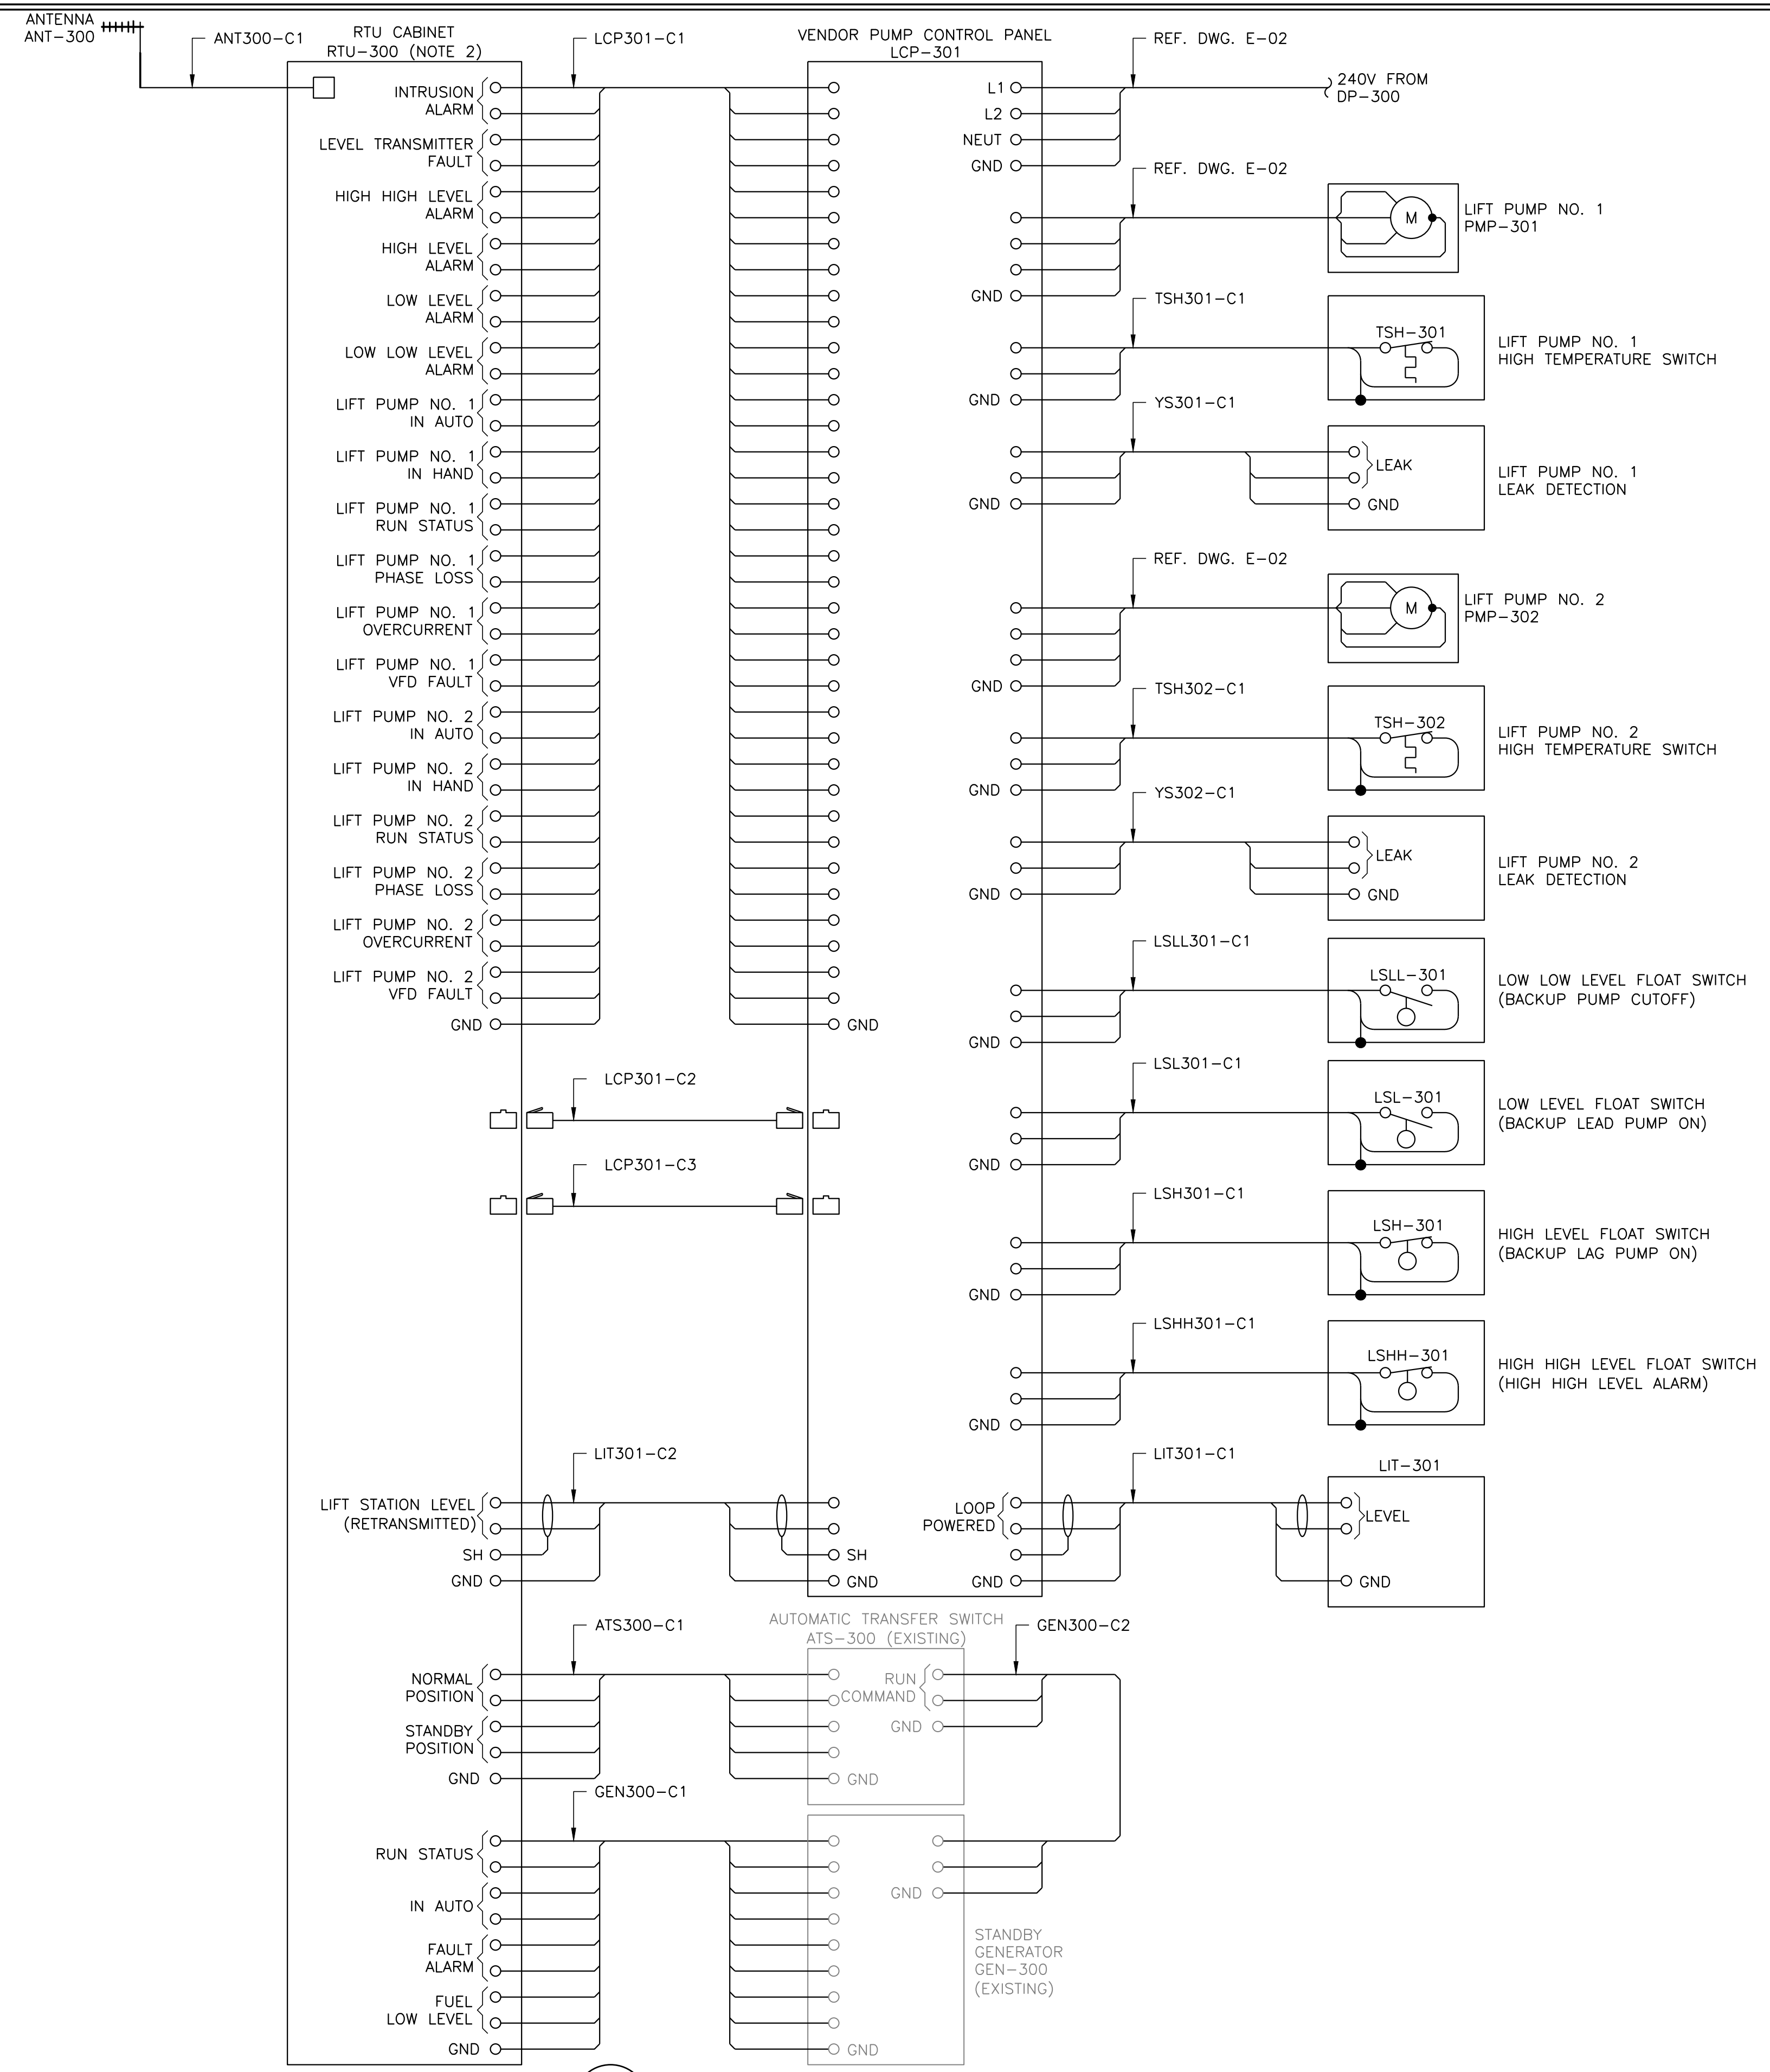 ANTENNA
ANT-300
ANT300-C1
RTU CABINET
RTU-300 (NOTE 2)
LCP301-C1
VENDOR PUMP CONTROL PANEL
LCP-301
REF. DWG. E-02
240V FROM
DP-300
INTRUSION
ALARM
LEVEL TRANSMITTER
FAULT
HIGH HIGH LEVEL
ALARM
HIGH LEVEL
ALARM
LOW LEVEL
ALARM
LOW LOW LEVEL
ALARM
LIFT PUMP NO. 1
IN AUTO
LIFT PUMP NO. 1
IN HAND
LIFT PUMP NO. 1
RUN STATUS
LIFT PUMP NO. 1
PHASE LOSS
LIFT PUMP NO. 1
OVERCURRENT
LIFT PUMP NO. 1
VFD FAULT
LIFT PUMP NO. 2
IN AUTO
LIFT PUMP NO. 2
IN HAND
LIFT PUMP NO. 2
RUN STATUS
LIFT PUMP NO. 2
PHASE LOSS
LIFT PUMP NO. 2
OVERCURRENT
LIFT PUMP NO. 2
VFD FAULT
GND
GND
LCP301-C2
LCP301-C3
L1
L2
NEUT
GND
REF. DWG. E-02
GND
M
LIFT PUMP NO. 1
PMP-301
TSH301-C1
GND
TSH-301
LIFT PUMP NO. 1
HIGH TEMPERATURE SWITCH
YS301-C1
GND
LEAK
GND
LIFT PUMP NO. 1
LEAK DETECTION
REF. DWG. E-02
GND
M
LIFT PUMP NO. 2
PMP-302
TSH302-C1
GND
TSH-302
LIFT PUMP NO. 2
HIGH TEMPERATURE SWITCH
YS302-C1
GND
LEAK
GND
LIFT PUMP NO. 2
LEAK DETECTION
LSLL301-C1
GND
LSLL-301
LOW LOW LEVEL FLOAT SWITCH
(BACKUP PUMP CUTOFF)
LSL301-C1
GND
LSL-301
LOW LEVEL FLOAT SWITCH
(BACKUP LEAD PUMP ON)
LSH301-C1
GND
LSH-301
HIGH LEVEL FLOAT SWITCH
(BACKUP LAG PUMP ON)
LSHH301-C1
GND
LSHH-301
HIGH HIGH LEVEL FLOAT SWITCH
(HIGH HIGH LEVEL ALARM)
LIT301-C2
LIFT STATION LEVEL
(RETRANSMITTED)
SH
GND
SH
GND
LOOP
POWERED
GND
LIT301-C1
LIT-301
LEVEL
GND
ATS300-C1
AUTOMATIC TRANSFER SWITCH
ATS-300 (EXISTING)
GEN300-C2
NORMAL
POSITION
STANDBY
POSITION
GND
RUN
COMMAND
GND
GND
GEN300-C1
RUN STATUS
IN AUTO
FAULT
ALARM
FUEL
LOW LEVEL
GND
GND
GND
STANDBY
GENERATOR
GEN-300
(EXISTING)